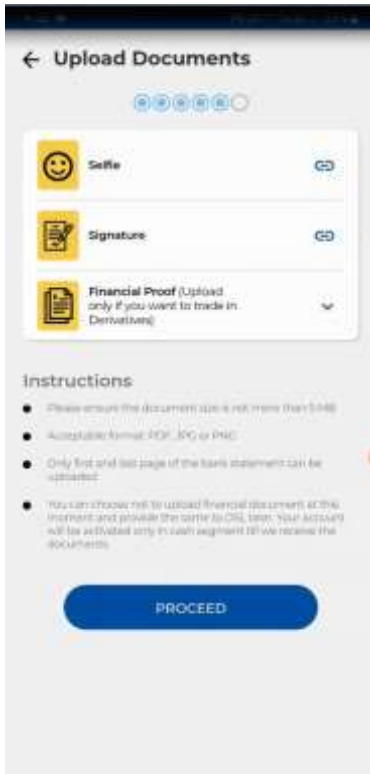 Upload Documents
Selfie
Signature
Financial Proof (Upload
only if you want to trade in
Derivatives)
Instructions
Please ensure the document size is not more than 5 MB
Acceptable format: PDF, JPG or PNG
Only first and last page of the bank statement can be
uploaded
You can choose not to upload financial document at this
moment and provide the same to later. Your account
will be activated only in cash segment till we receive the
documents.
PROCEED